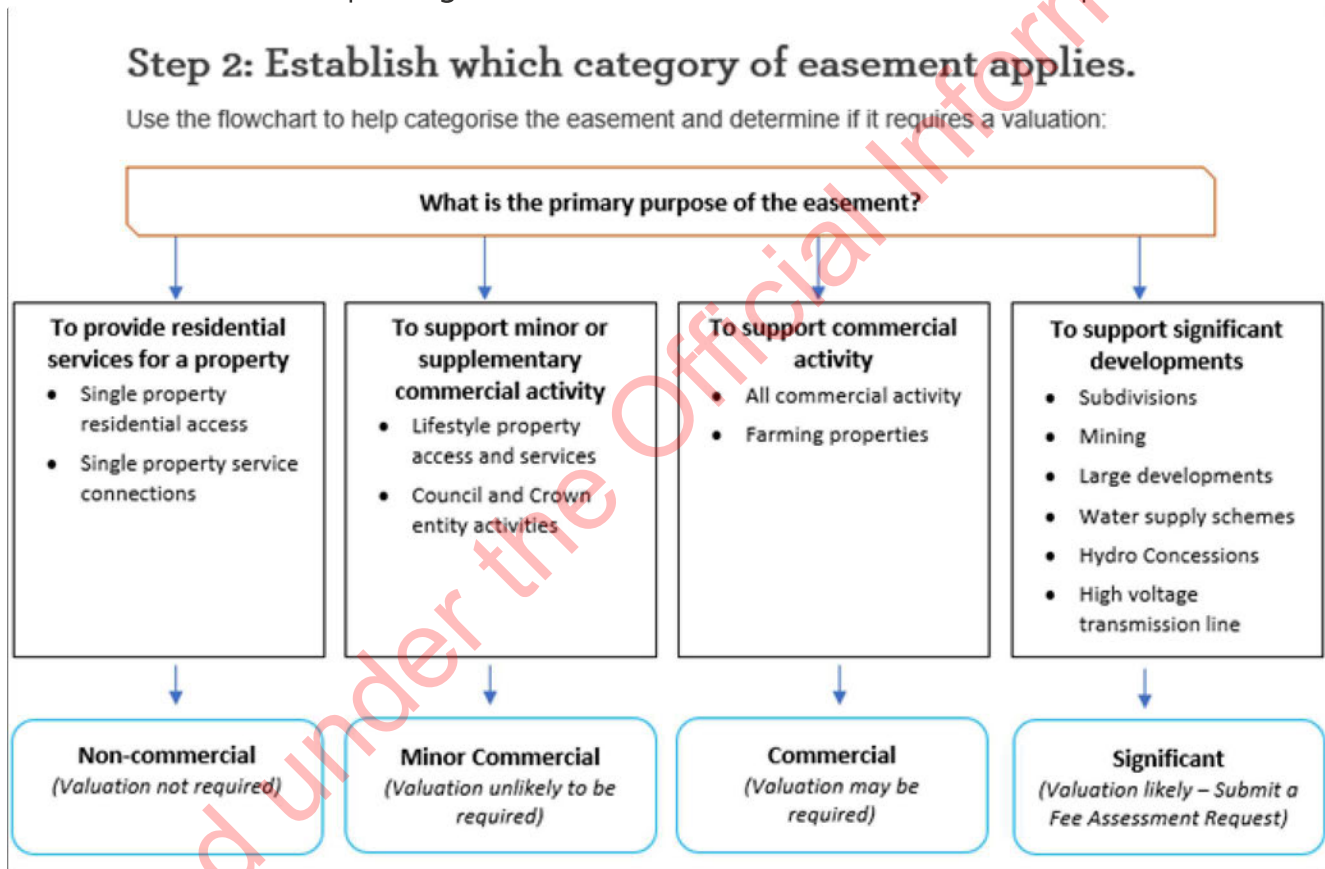 Step 2: Establish which category of easement applies.
Use the flowchart to help categorise the easement and determine if it requires a valuation:
What is the primary purpose of the easement?
To provide residential
services for a property
• Single property
residential access
• Single property service
connections
To support minor or
supplementary
commercial activity
• Lifestyle property
access and services
• Council and Crown
entity activities
To support commercial
activity
• All commercial activity
• Farming properties
To support significant
developments
• Subdivisions
• Mining
• Large developments
• Water supply schemes
• Hydro Concessions
• High voltage
transmission line
Non-commercial
(Valuation not required)
Minor Commercial
(Valuation unlikely to be
required)
Commercial
(Valuation may be
required)
Significant
(Valuation likely – Submit a
Fee Assessment Request)
d under the Official Inform